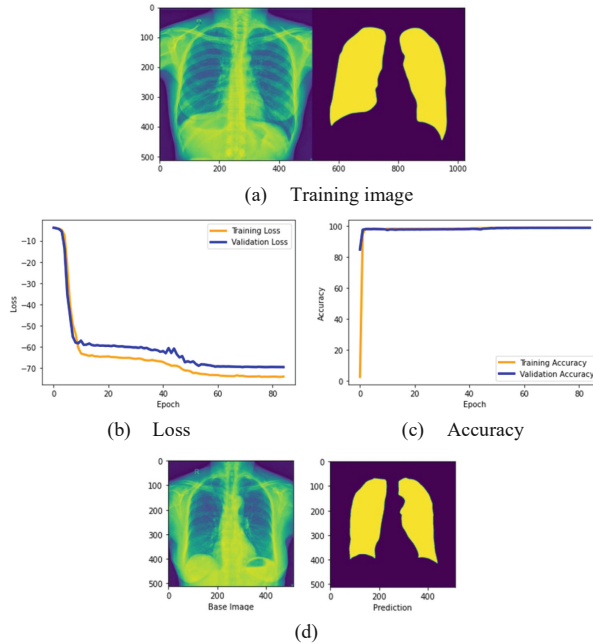 0
100
200
300
400
500
0 200 400 600 800 1000
(a) Training image
Loss
−10
−20
−30
−40
−50
−60
−70
Training Loss
Validation Loss
0 20 40 60 80
Epoch
(b) Loss
Accuracy
100
80
60
40
20
0
Training Accuracy
Validation Accuracy
0 20 40 60 80
Epoch
(c) Accuracy
0
100
200
300
400
500
0 200 400
Base Image
0
100
200
300
400
500
0 200 400
Prediction
(d)